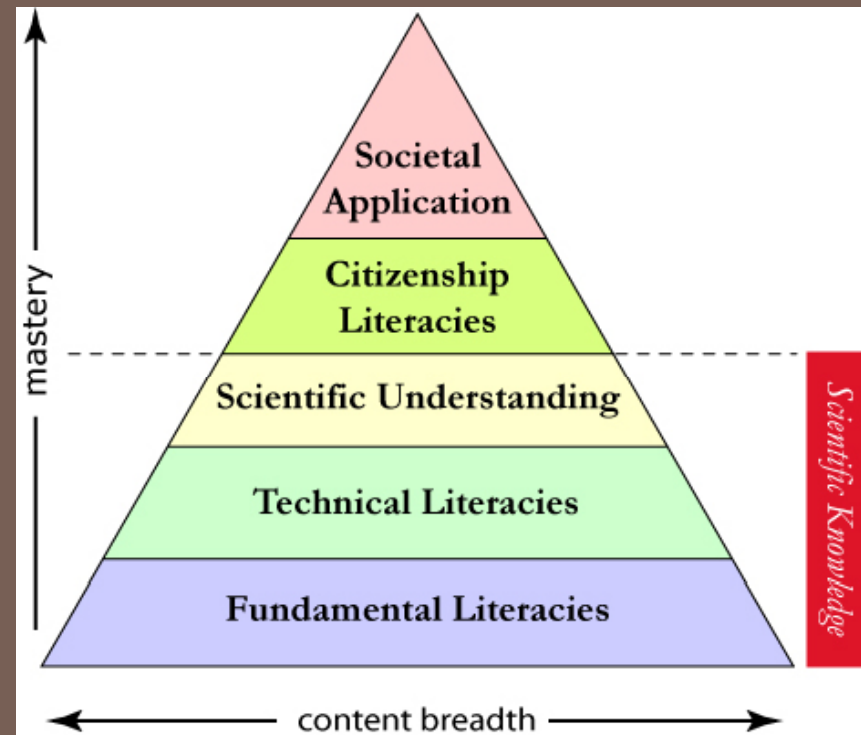 Societal
Application
Citizenship
Literacies
mastery
Scientific Understanding
Scientific Knowledge
Technical Literacies
Fundamental Literacies
content breadth